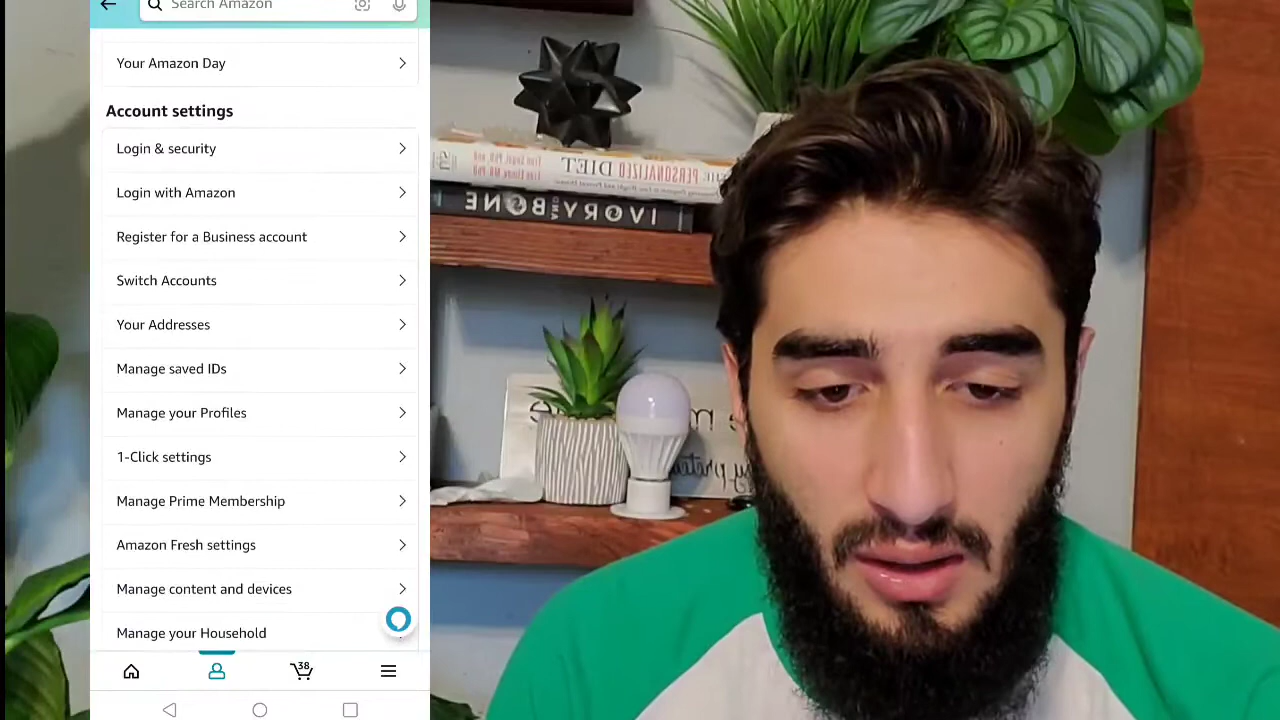 Search Amazon
Your Amazon Day
Account settings
Login & security
Login with Amazon
Register for a Business account
Switch Accounts
Your Addresses
Manage saved IDs
Manage your Profiles
1-Click settings
Manage Prime Membership
Amazon Fresh settings
Manage content and devices
Manage your Household
38
PERSONALIZED DIET
IVORY BONE